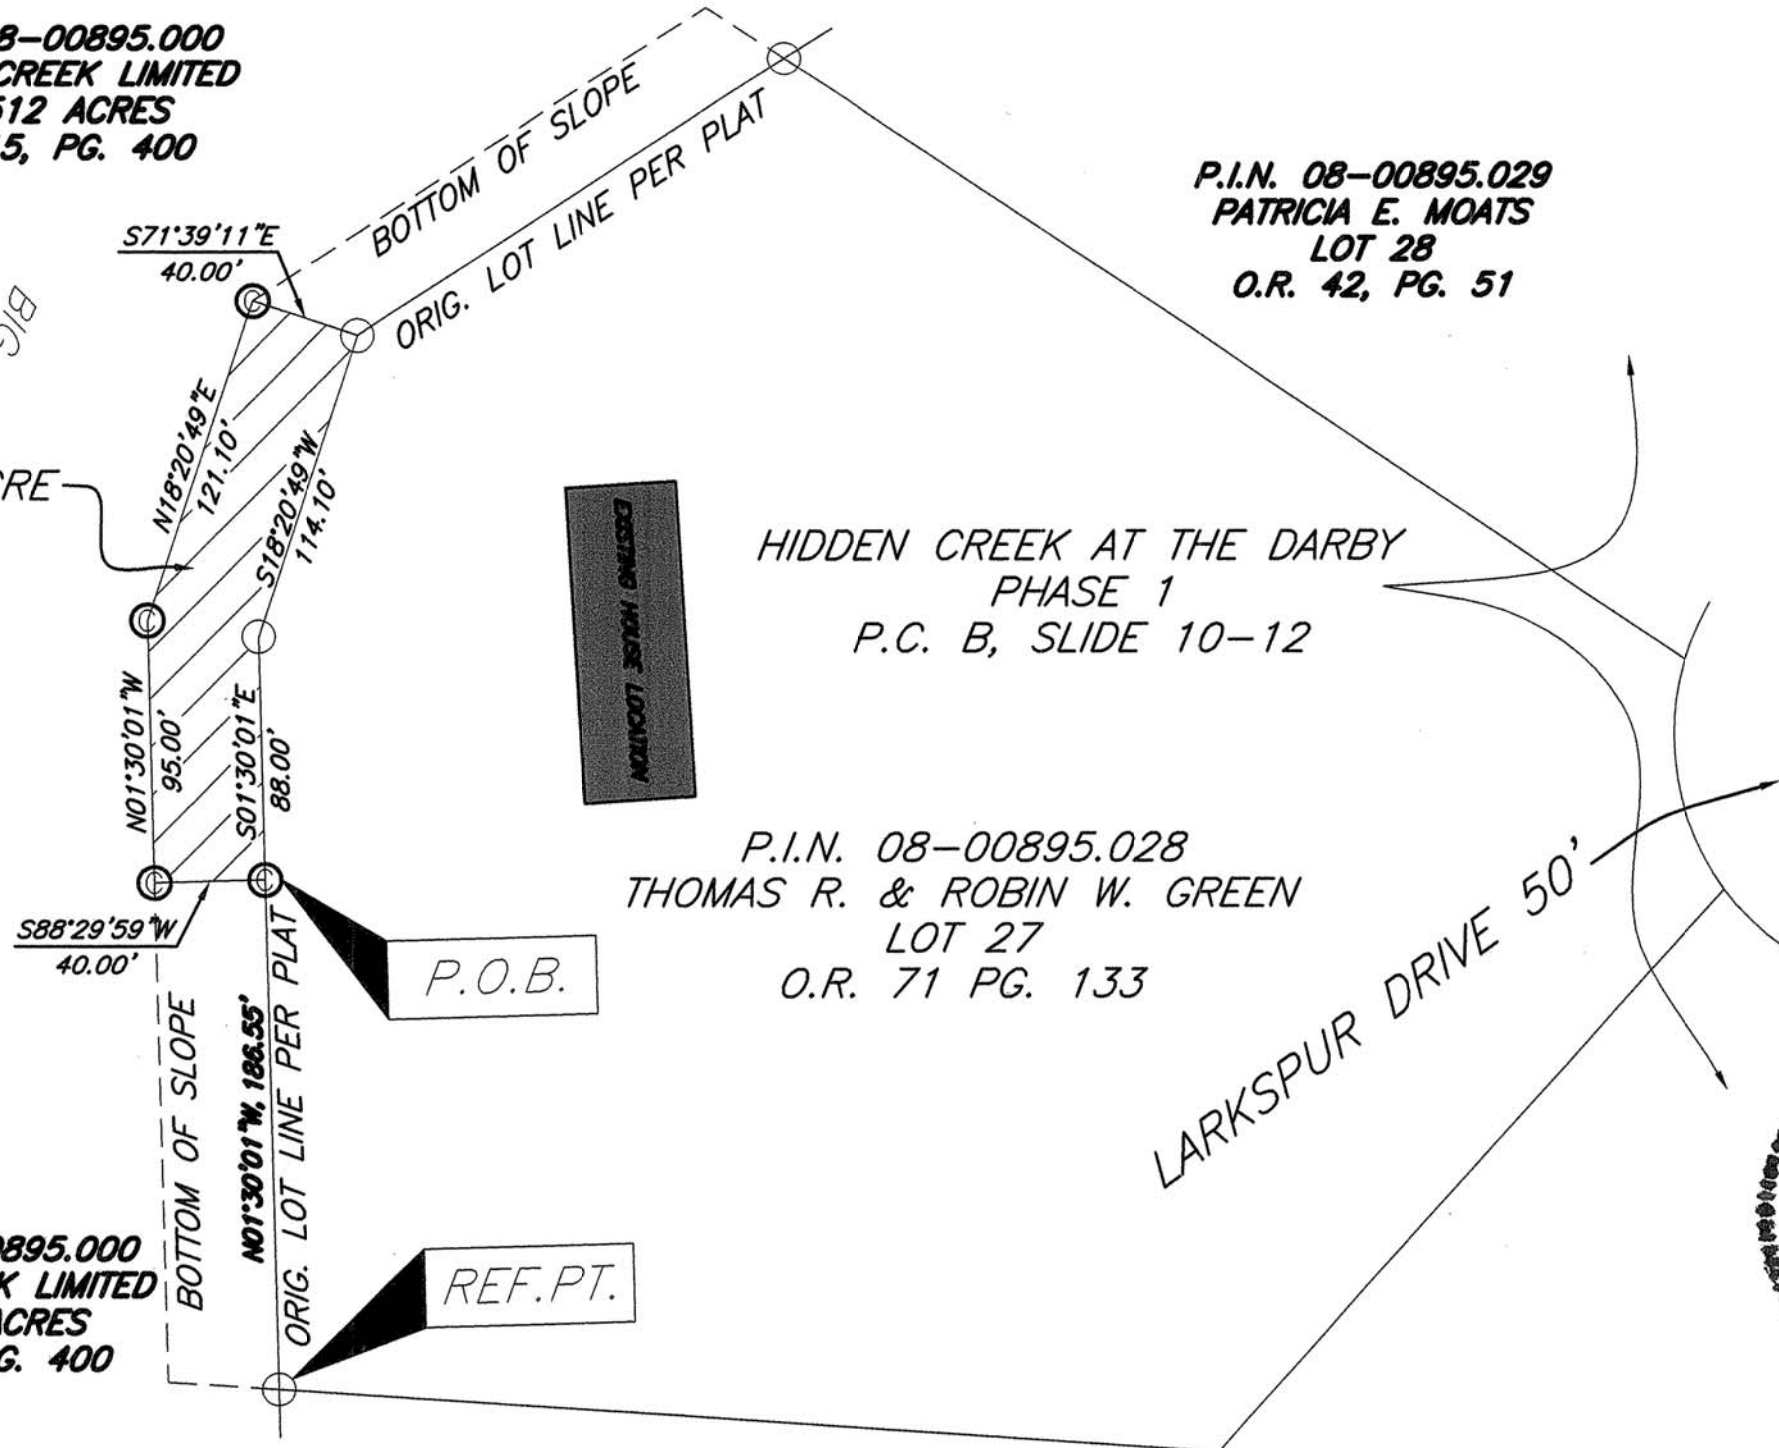 8-00895.000
CREEK LIMITED
512 ACRES
PG. 400
BOTTOM OF SLOPE
ORIG. LOT LINE PER PLAT
P.I.N. 08-00895.029
PATRICIA E. MOATS
LOT 28
O.R. 42, PG. 51
S71°39'11"E
40.00'
BIG
N18°20'49"E
121.10'
S18°20'49"W
114.10'
CRE
EXISTING HOUSE LOCATION
HIDDEN CREEK AT THE DARBY
PHASE 1
P.C. B, SLIDE 10-12
N01°30'01"W
95.00'
S01°30'01"E
88.00'
P.I.N. 08-00895.028
THOMAS R. & ROBIN W. GREEN
LOT 27
O.R. 71 PG. 133
LARKSPUR DRIVE 50'
S88°29'59"W
40.00'
P.O.B.
BOTTOM OF SLOPE
N01°30'01"W, 186.55'
ORIG. LOT LINE PER PLAT
REF.PT.
0895.000
K LIMITED
ACRES
G. 400